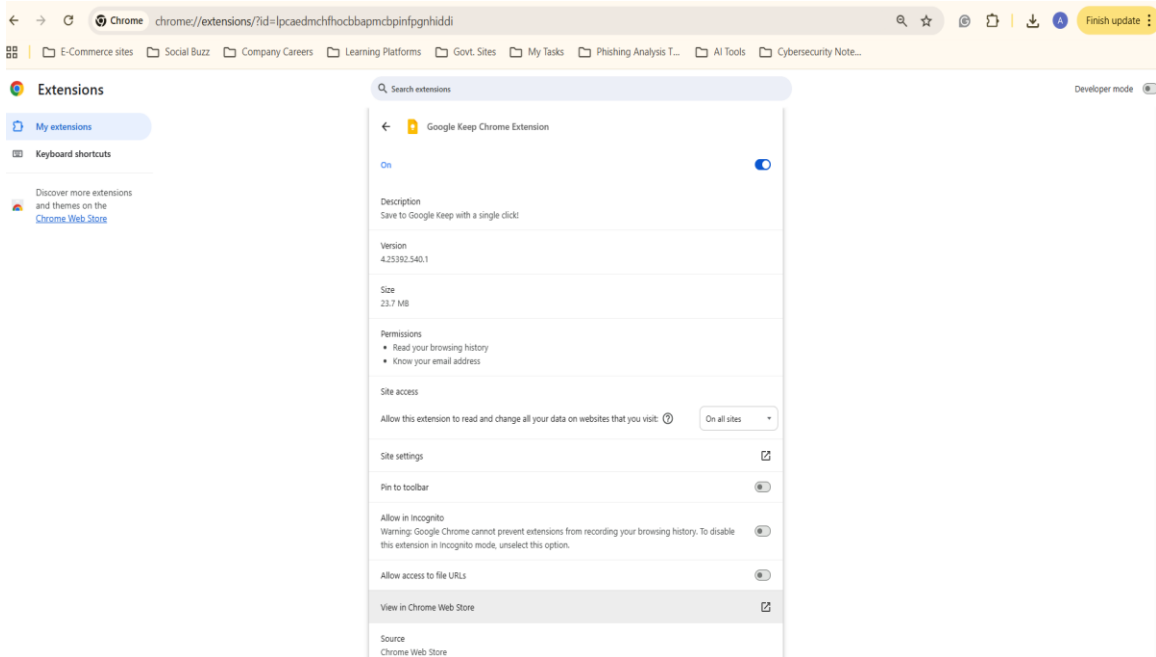 Chrome chrome://extensions/?id=lpcaedmchfhocbbapmcbpinfpgnhiddi A Finish update
E-Commerce sites Social Buzz Company Careers Learning Platforms Govt. Sites My Tasks Phishing Analysis T... AI Tools Cybersecurity Note...
Extensions
Search extensions
Developer mode
My extensions
Keyboard shortcuts
Discover more extensions
and themes on the
Chrome Web Store
Google Keep Chrome Extension
On
Description
Save to Google Keep with a single click!
Version
4.25392.540.1
Size
23.7 MB
Permissions
• Read your browsing history
• Know your email address
Site access
Allow this extension to read and change all your data on websites that you visit: On all sites
Site settings
Pin to toolbar
Allow in Incognito
Warning: Google Chrome cannot prevent extensions from recording your browsing history. To disable
this extension in Incognito mode, unselect this option.
Allow access to file URLs
View in Chrome Web Store
Source
Chrome Web Store